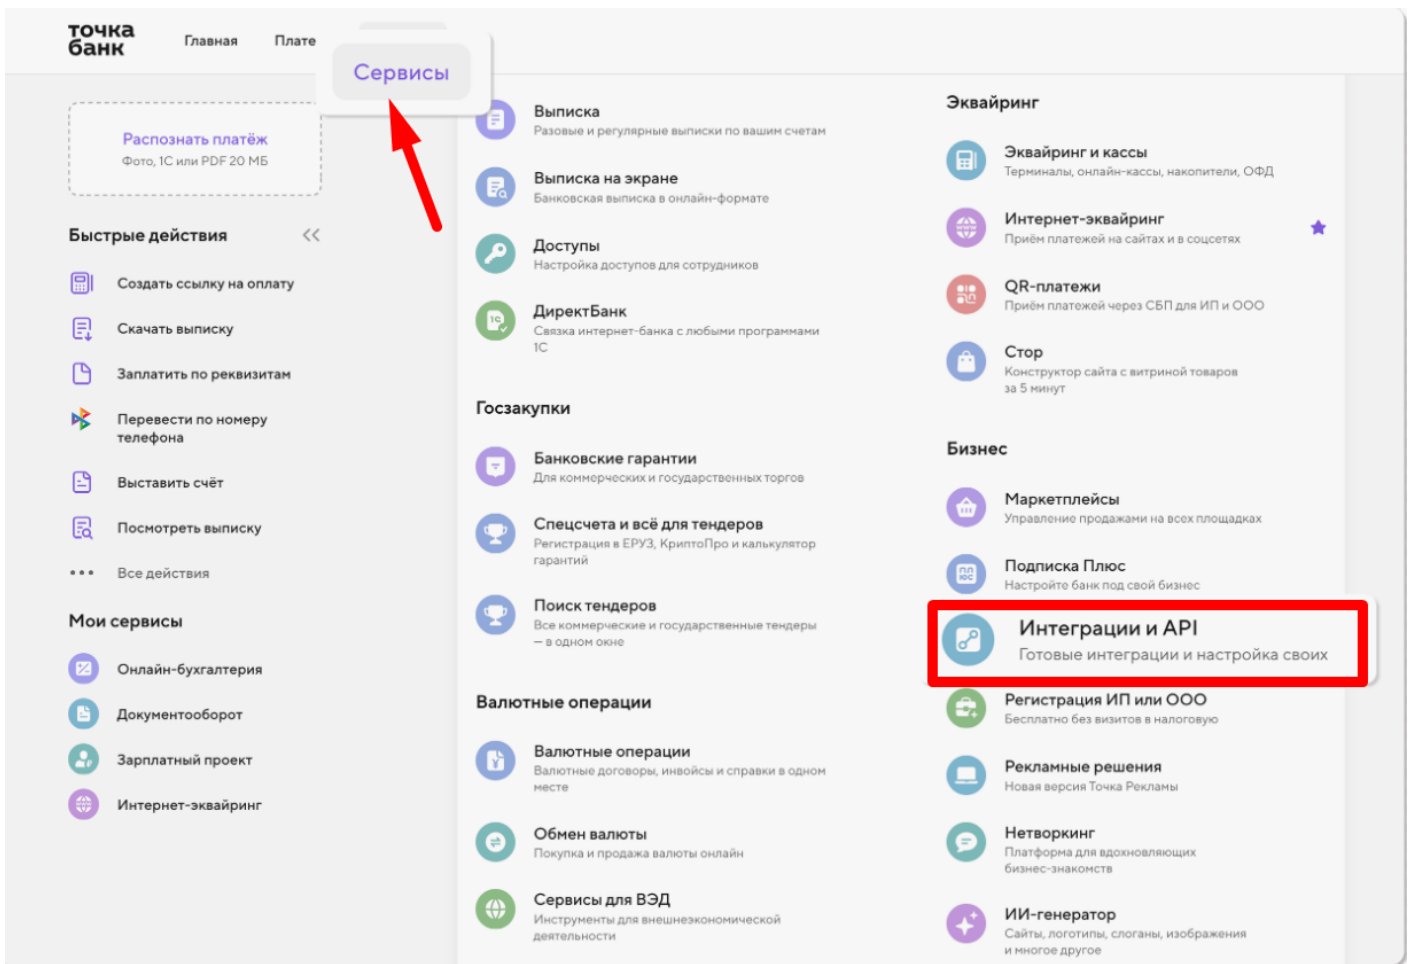 точка
банк
Главная
Плате
Сервисы
Распознать платёж
Фото, 1С или PDF 20 МБ
Быстрые действия
Создать ссылку на оплату
Скачать выписку
Заплатить по реквизитам
Перевести по номеру
телефона
Выставить счёт
Посмотреть выписку
Все действия
Мои сервисы
Онлайн-бухгалтерия
Документооборот
Зарплатный проект
Интернет-эквайринг
Выписка
Разовые и регулярные выписки по вашим счетам
Выписка на экране
Банковская выписка в онлайн-формате
Доступы
Настройка доступов для сотрудников
1С
ДиректБанк
Связка интернет-банка с любыми программами
1С
Госзакупки
Банковские гарантии
Для коммерческих и государственных торгов
Спецсчета и всё для тендеров
Регистрация в ЕРУЗ, КриптоПро и калькулятор
гарантий
Поиск тендеров
Все коммерческие и государственные тендеры
— в одном окне
Валютные операции
Валютные операции
Валютные договоры, инвойсы и справки в одном
месте
Обмен валюты
Покупка и продажа валюты онлайн
Сервисы для ВЭД
Инструменты для внешнеэкономической
деятельности
Эквайринг
Эквайринг и кассы
Терминалы, онлайн-кассы, накопители, ОФД
Интернет-эквайринг
Приём платежей на сайтах и в соцсетях
QR-платежи
Приём платежей через СБП для ИП и ООО
Стор
Конструктор сайта с витриной товаров
за 5 минут
Бизнес
Маркетплейсы
Управление продажами на всех площадках
пл
юс
Подписка Плюс
Настройте банк под свой бизнес
Интеграции и API
Готовые интеграции и настройка своих
Регистрация ИП или ООО
Бесплатно без визитов в налоговую
Рекламные решения
Новая версия Точка Рекламы
Нетворкинг
Платформа для вдохновляющих
бизнес-знакомств
ИИ-генератор
Сайты, логотипы, слоганы, изображения
и многое другое